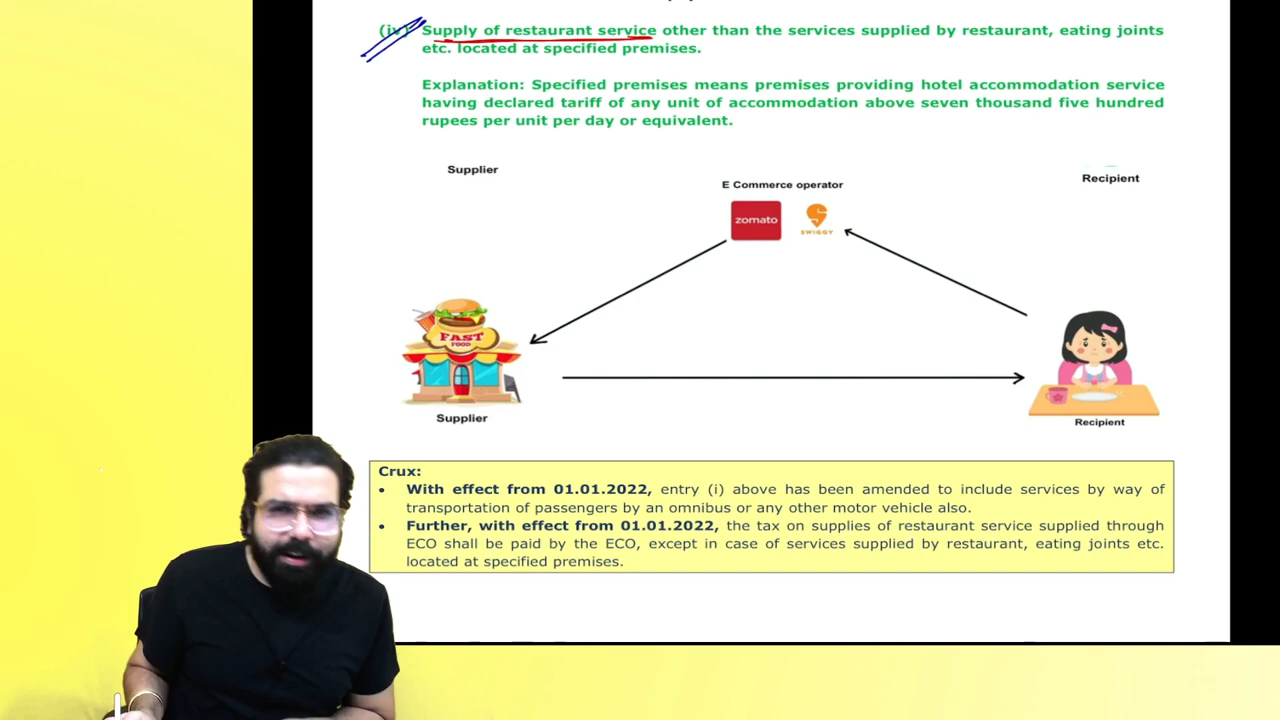 (iv) Supply of restaurant service other than the services supplied by restaurant, eating joints
etc. located at specified premises.
Explanation: Specified premises means premises providing hotel accommodation service
having declared tariff of any unit of accommodation above seven thousand five hundred
rupees per unit per day or equivalent.
Supplier
E Commerce operator
Recipient
zomato
SWIGGY
FAST
FOOD
Supplier
Recipient
Crux:
• With effect from 01.01.2022, entry (i) above has been amended to include services by way of
transportation of passengers by an omnibus or any other motor vehicle also.
• Further, with effect from 01.01.2022, the tax on supplies of restaurant service supplied through
ECO shall be paid by the ECO, except in case of services supplied by restaurant, eating joints etc.
located at specified premises.